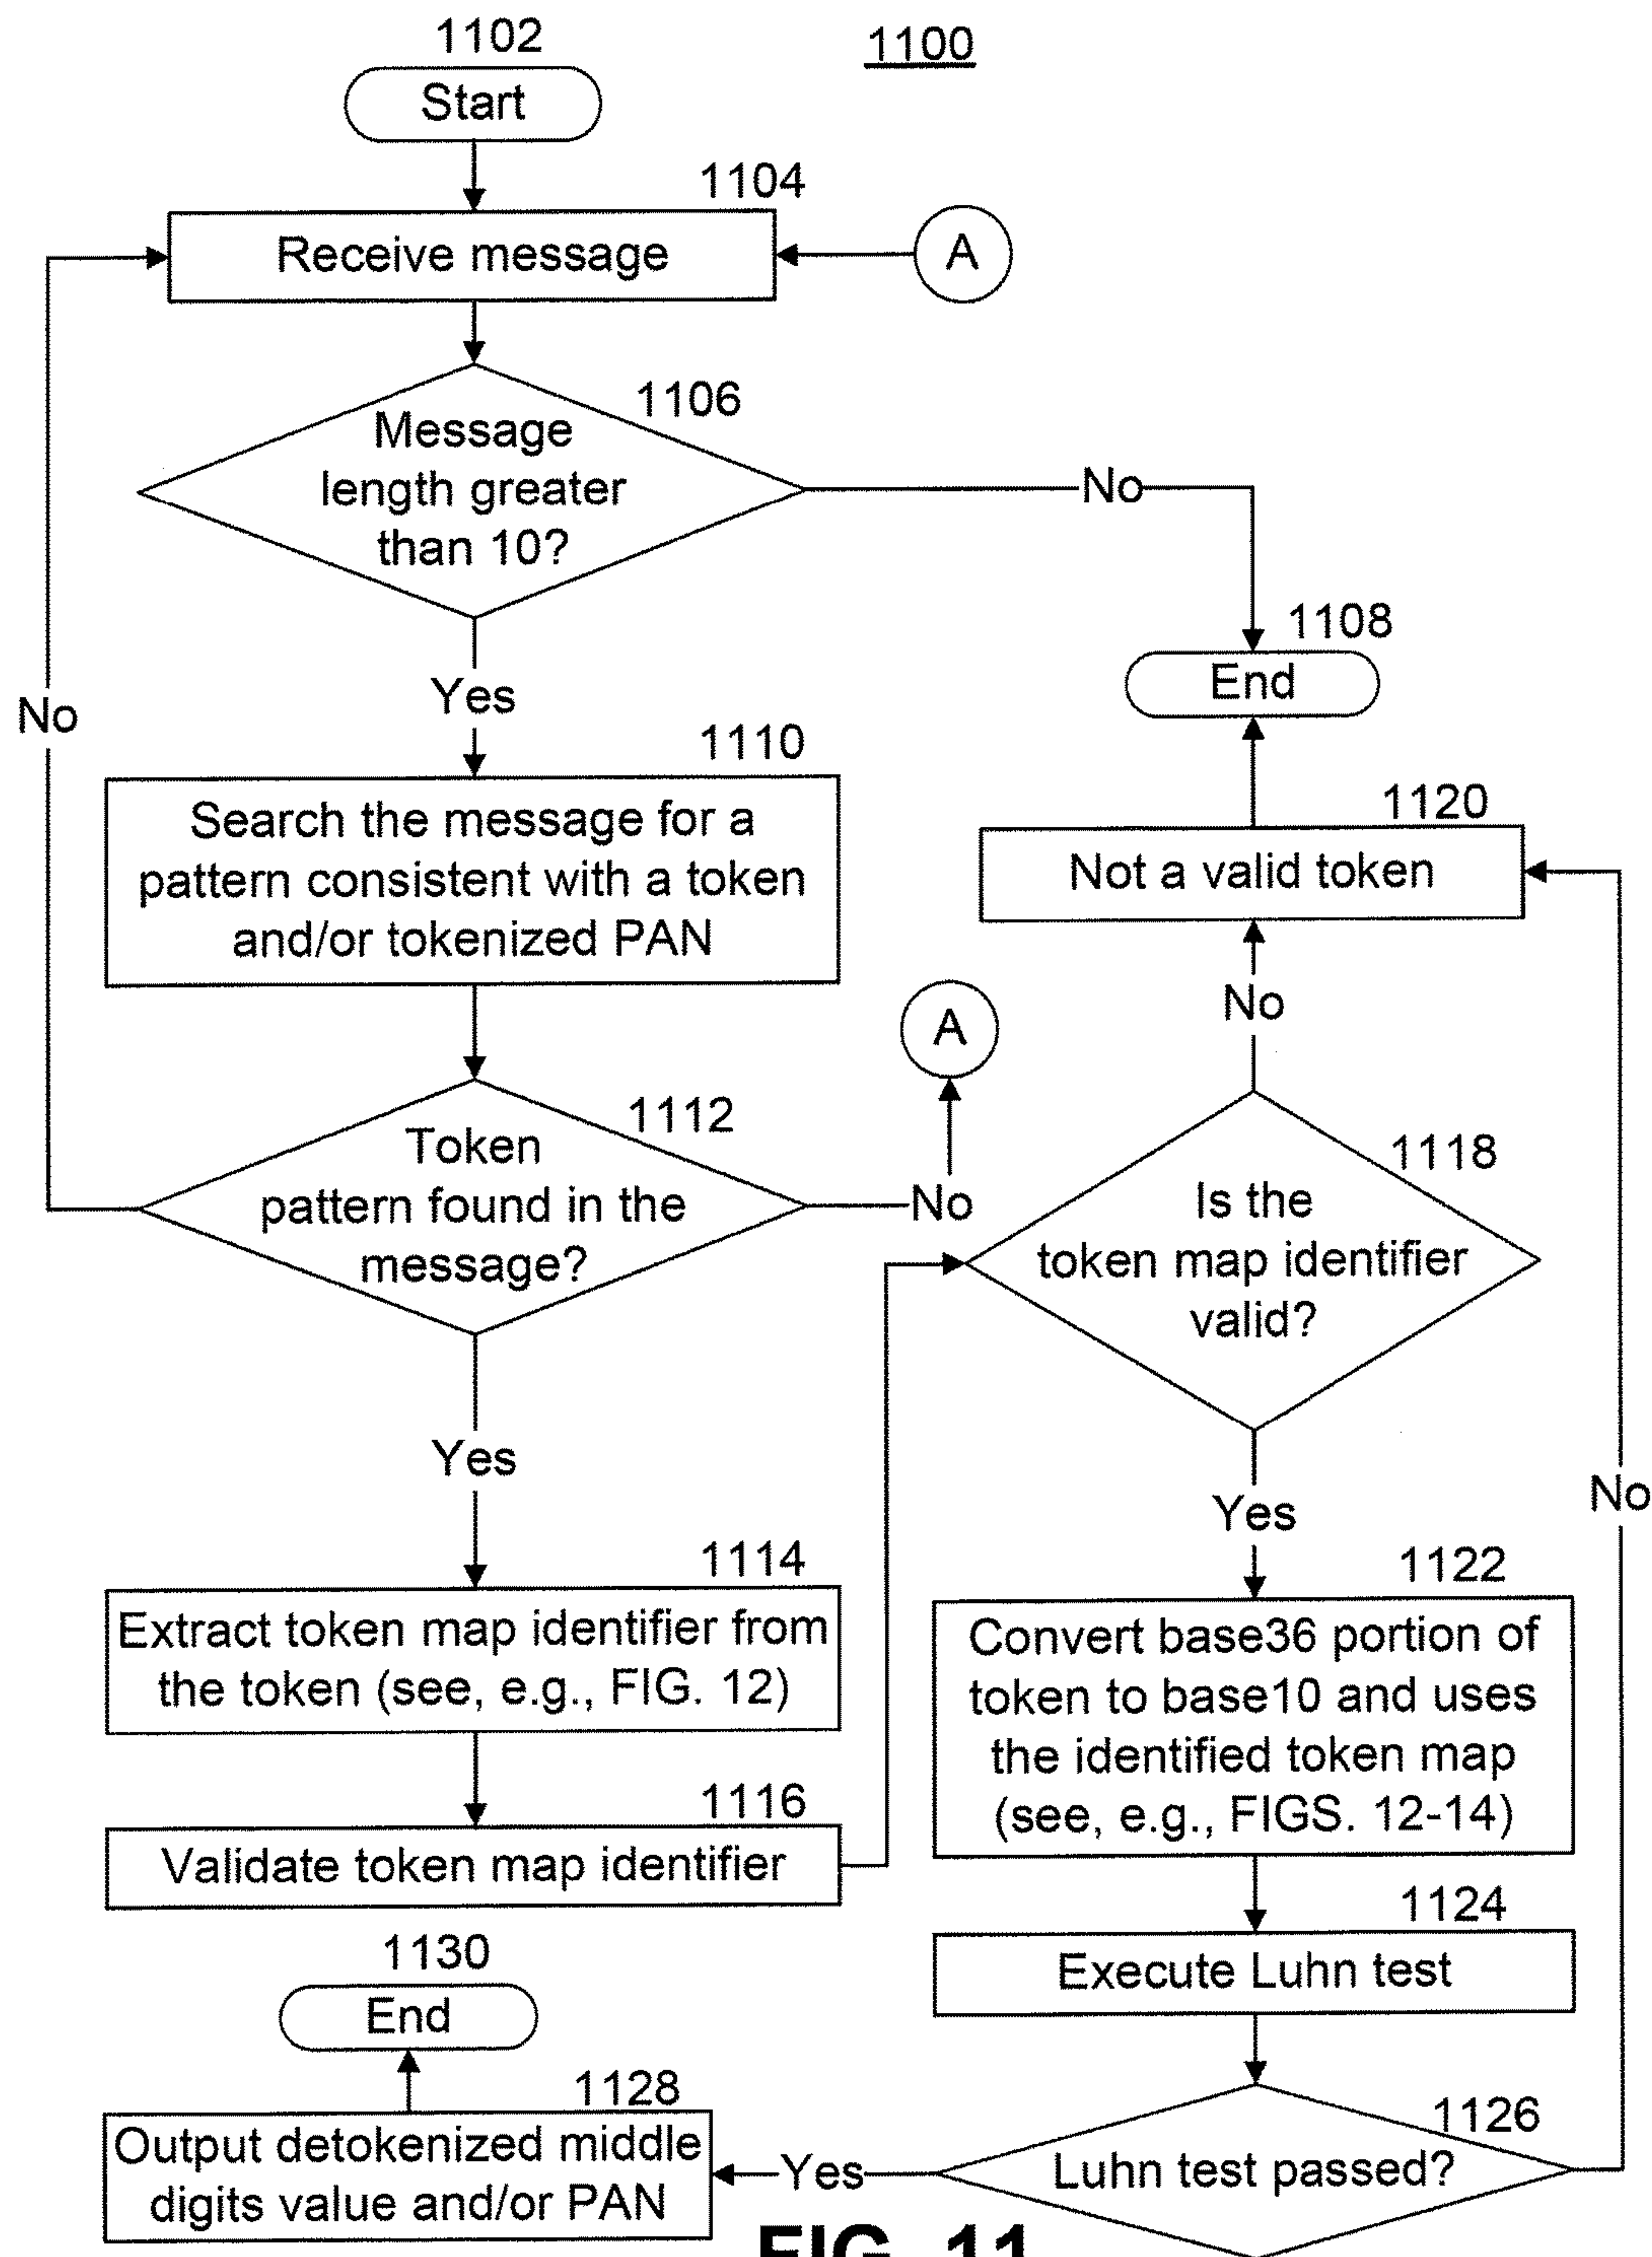 1102
1100
Start
1104
Receive message
A
1106
Message
length greater
than 10?
No
1108
End
Yes
No
1110
Search the message for a
pattern consistent with a token
and/or tokenized PAN
1120
Not a valid token
A
No
1112
Token
pattern found in the
message?
No
1118
Is the
token map identifier
valid?
Yes
No
Yes
1114
Extract token map identifier from
the token (see, e.g., FIG. 12)
1122
Convert base36 portion of
token to base10 and uses
the identified token map
(see, e.g., FIGS. 12-14)
1116
Validate token map identifier
1124
Execute Luhn test
1130
End
1128
Output detokenized middle
digits value and/or PAN
Yes
1126
Luhn test passed?
FIG. 11